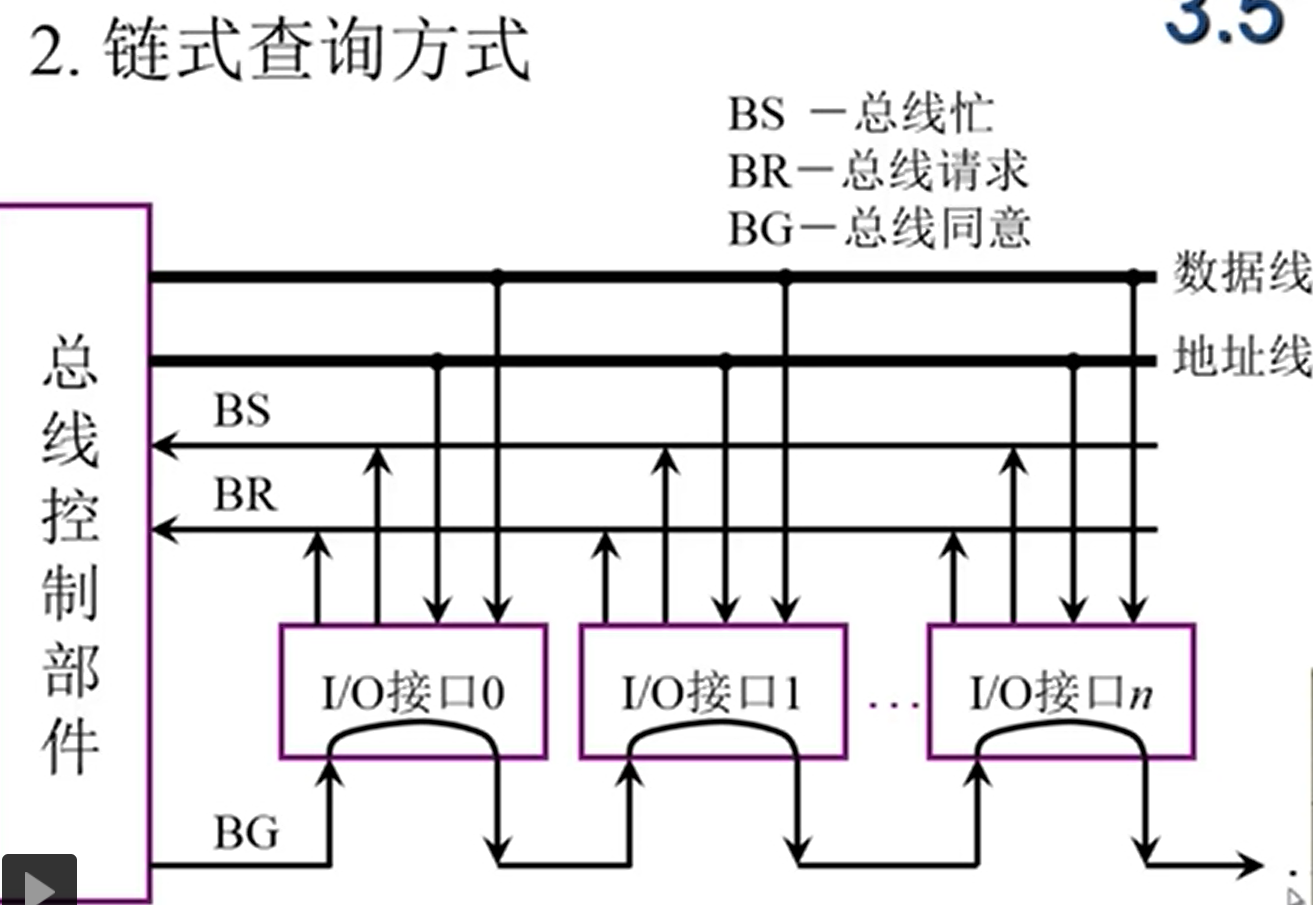 2. 链式查询方式
3.5
BS －总线忙
BR－总线请求
BG－总线同意
数据线
地址线
BS
BR
总线控制部件
I/O接口0
I/O接口1
...
I/O接口n
BG